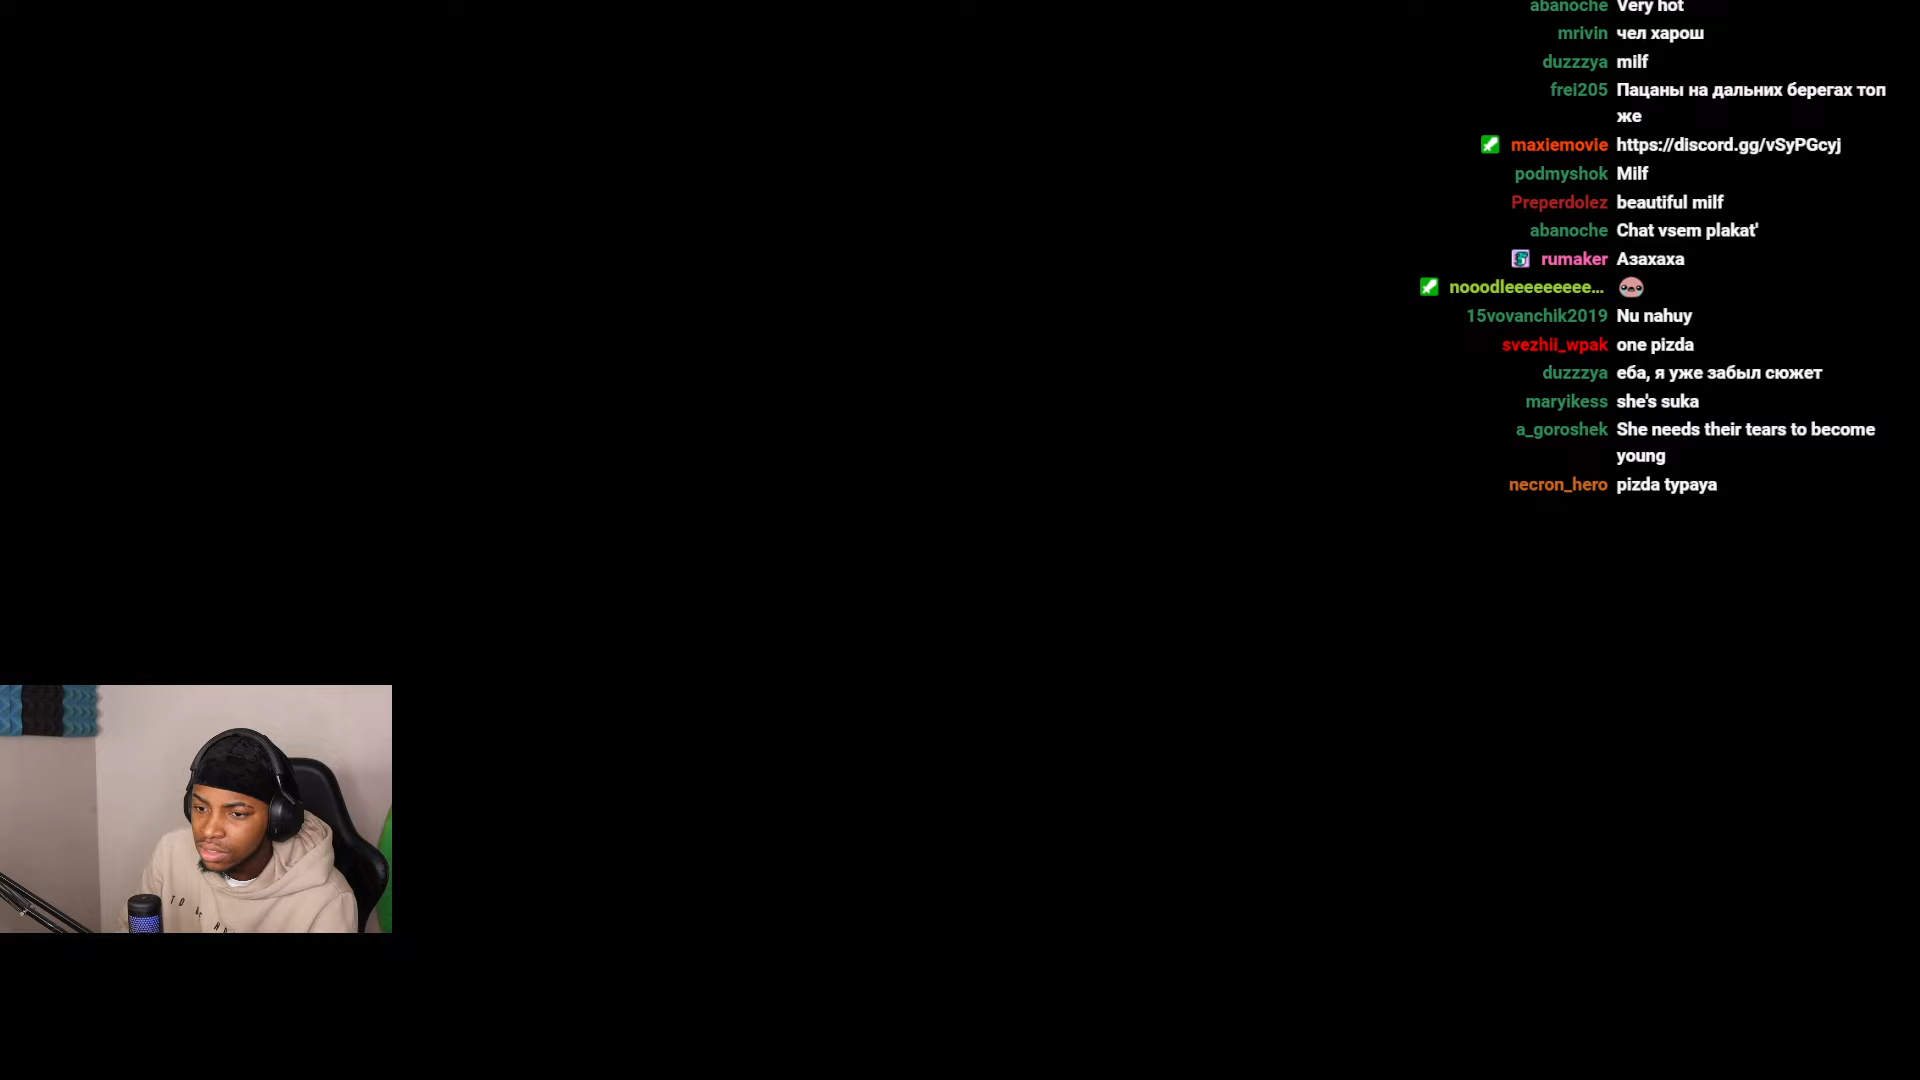 abanoche Very hot
mrivin чел харош
duzzzya milf
frei205 Пацаны на дальних берегах топ
же
maxiemovie https://discord.gg/vSyPGcyj
podmyshok Milf
Preperdolez beautiful milf
abanoche Chat vsem plakat'
rumaker Азахаха
nooodleeeeeeeee...
15vovanchik2019 Nu nahuy
svezhii_wpak one pizda
duzzzya еба, я уже забыл сюжет
maryikess she's suka
a_goroshek She needs their tears to become
young
necron_hero pizda typaya